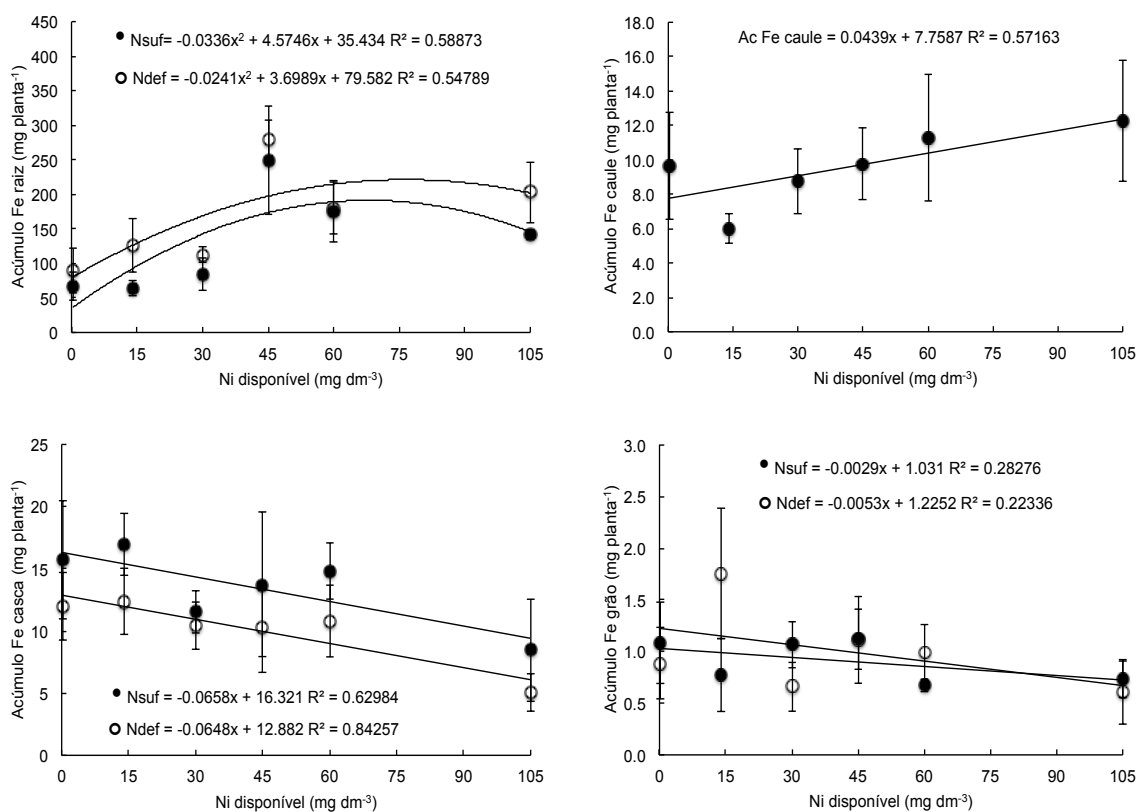 Nsuf= -0.0336x² + 4.5746x + 35.434 R² = 0.58873
Ndef = -0.0241x² + 3.6989x + 79.582 R² = 0.54789
450
400
350
300
250
200
150
100
50
0
Acúmulo Fe raiz (mg planta⁻¹)
0 15 30 45 60 75 90 105
Ni disponível (mg dm⁻³)
Ac Fe caule = 0.0439x + 7.7587 R² = 0.57163
18.0
16.0
14.0
12.0
10.0
8.0
6.0
4.0
2.0
0.0
Acúmulo Fe caule (mg planta⁻¹)
0 15 30 45 60 75 90 105
Ni disponível (mg dm⁻³)
25
20
15
10
5
0
Acúmulo Fe casca (mg planta⁻¹)
Nsuf = -0.0658x + 16.321 R² = 0.62984
Ndef = -0.0648x + 12.882 R² = 0.84257
0 15 30 45 60 75 90 105
Ni disponível (mg dm⁻³)
3.0
2.5
2.0
1.5
1.0
0.5
0.0
Acúmulo Fe grão (mg planta⁻¹)
Nsuf = -0.0029x + 1.031 R² = 0.28276
Ndef = -0.0053x + 1.2252 R² = 0.22336
0 15 30 45 60 75 90 105
Ni disponível (mg dm⁻³)